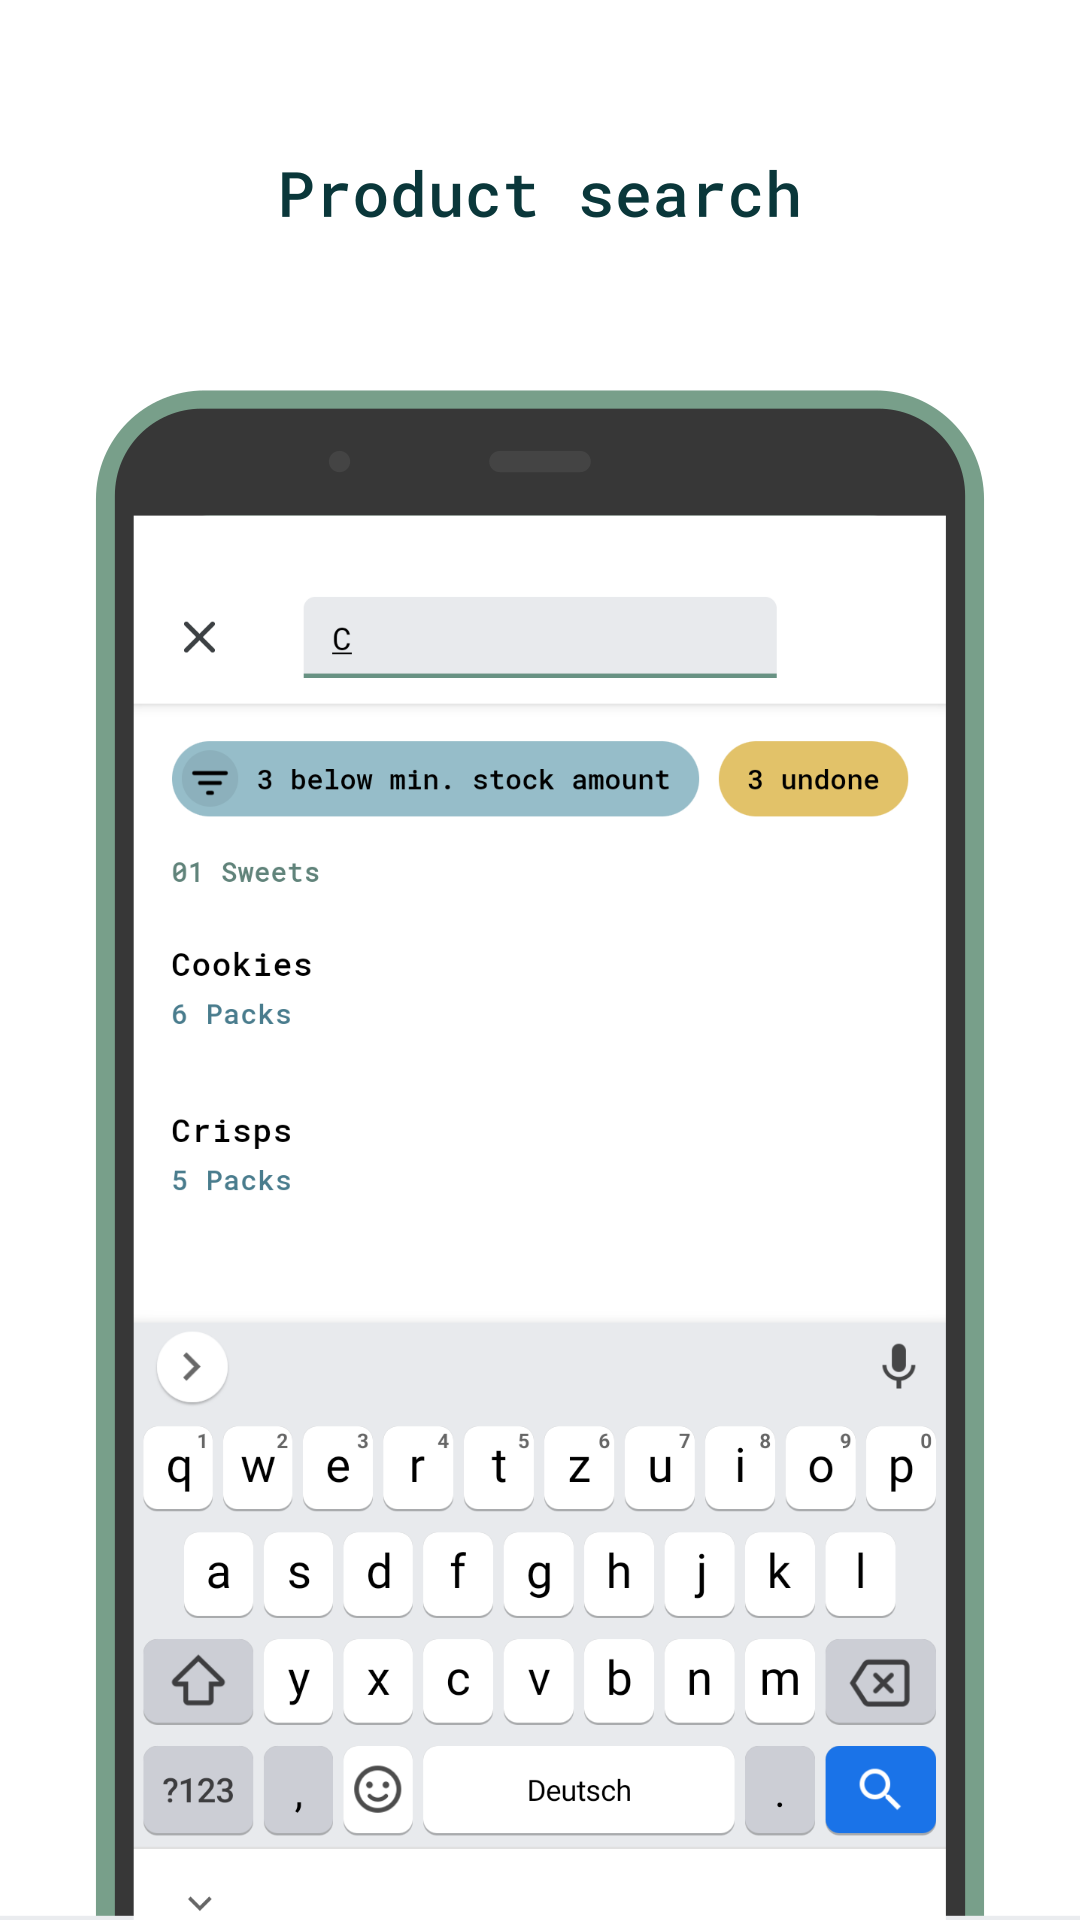 Product search
C
3 below min. stock amount 3 undone
01 Sweets
Cookies
6 Packs
Crisps
5 Packs
1 2 3 4 5 6 7 8 9 0
q w e r t z u i o p
a s d f g h j k l
y x c v b n m
?123 , Deutsch .